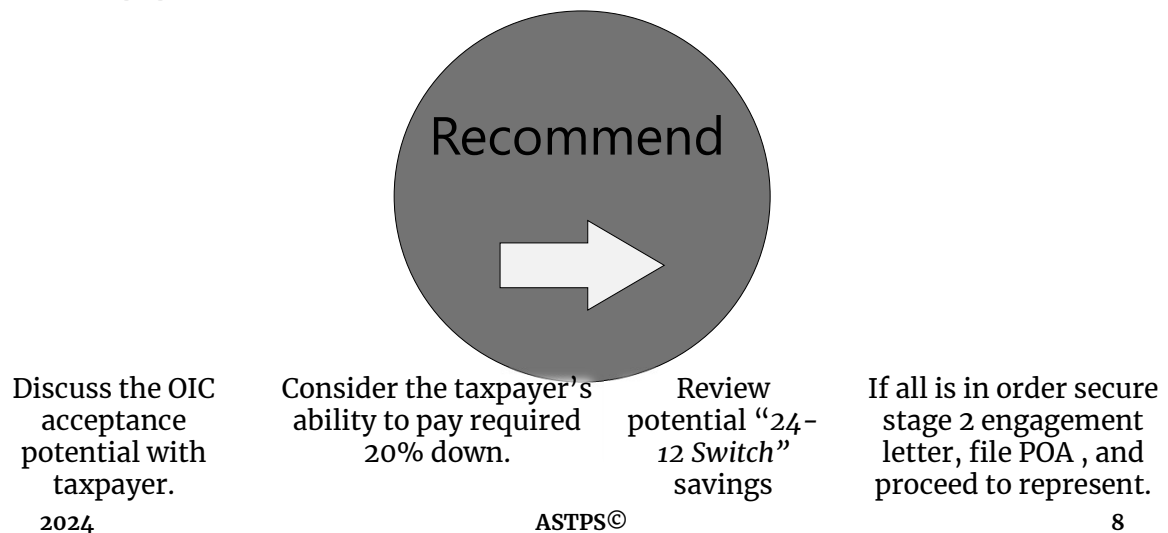 Recommend
Discuss the OIC
acceptance
potential with
taxpayer.
Consider the taxpayer’s
ability to pay required
20% down.
Review
potential “24-
12 Switch”
savings
If all is in order secure
stage 2 engagement
letter, file POA , and
proceed to represent.
2024
ASTPS©
8